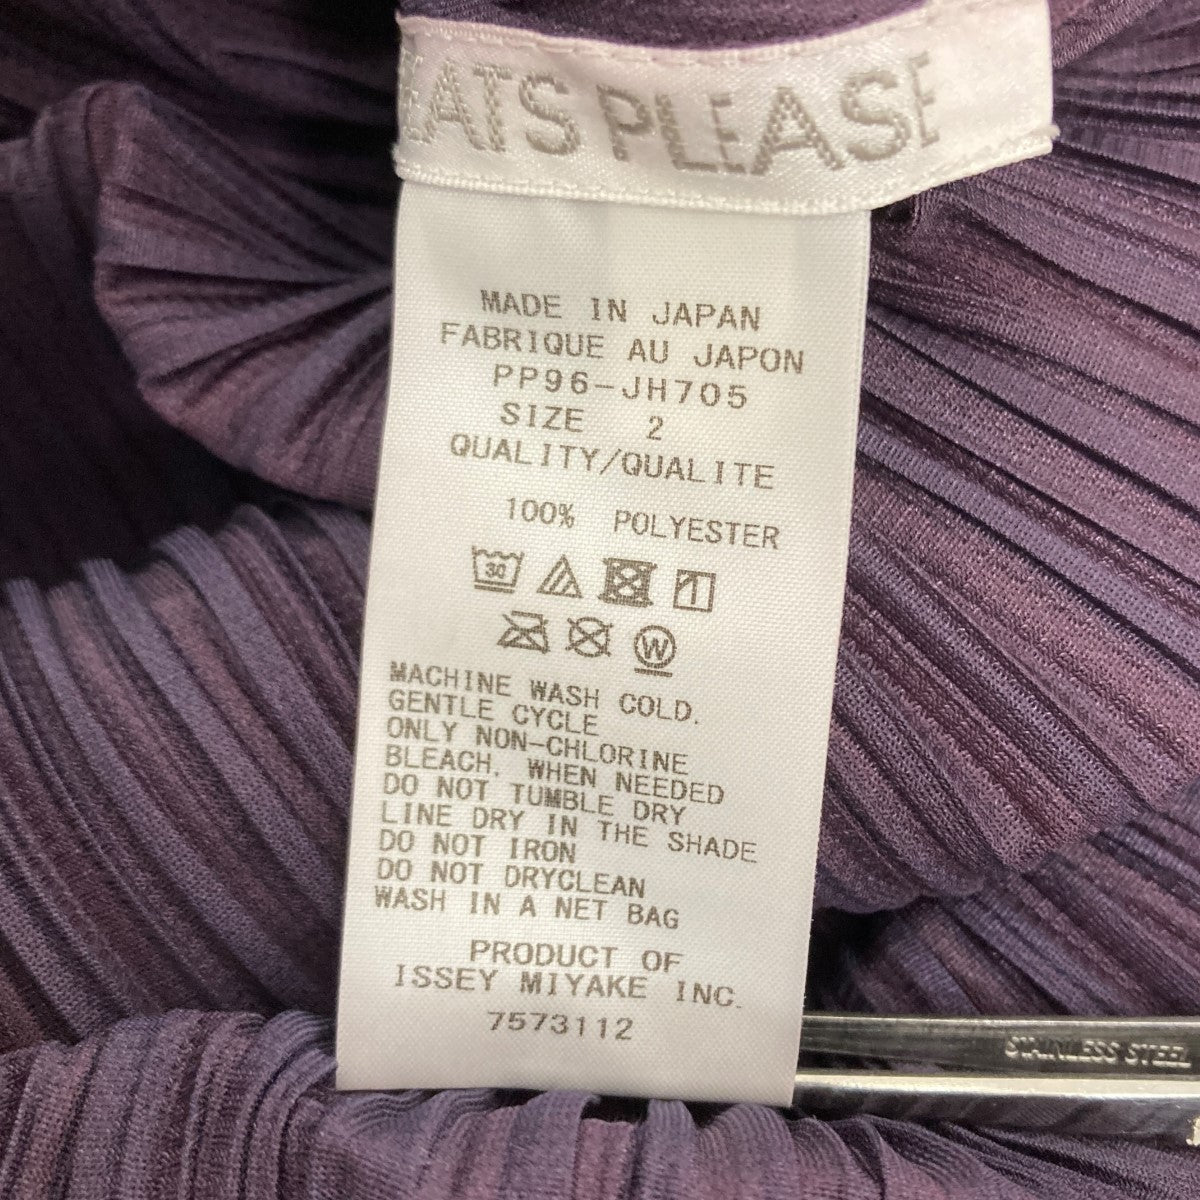 EATS PLEASE
MADE IN JAPAN
FABRIQUE AU JAPON
PP96-JH705
SIZE 2
QUALITY/QUALITE
100% POLYESTER
30
W
MACHINE WASH COLD.
GENTLE CYCLE
ONLY NON-CHLORINE
BLEACH. WHEN NEEDED
DO NOT TUMBLE DRY
LINE DRY IN THE SHADE
DO NOT IRON
DO NOT DRYCLEAN
WASH IN A NET BAG
PRODUCT OF
ISSEY MIYAKE INC.
7573112
STAINLESS STEEL